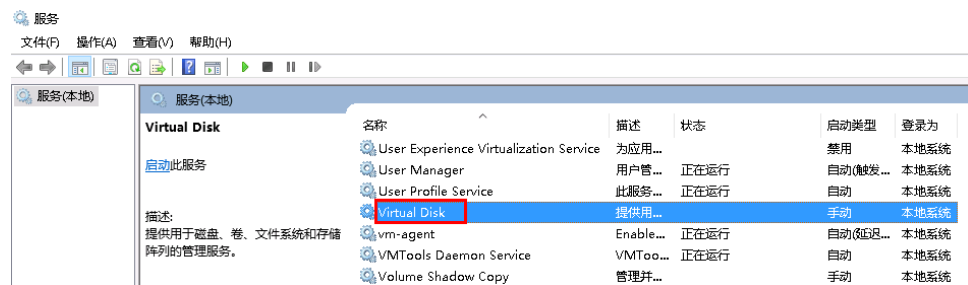 服务
文件(F) 操作(A) 查看(V) 帮助(H)
服务(本地)
服务(本地)
Virtual Disk
启动此服务
描述:
提供用于磁盘、卷、文件系统和存储
阵列的管理服务。
名称 描述 状态 启动类型 登录为
User Experience Virtualization Service 为应用... 禁用 本地系统
User Manager 用户管... 正在运行 自动(触发... 本地系统
User Profile Service 此服务... 正在运行 自动 本地系统
Virtual Disk 提供用... 手动 本地系统
vm-agent Enable... 正在运行 自动(延迟... 本地系统
VMTools Daemon Service VMToo... 正在运行 自动 本地系统
Volume Shadow Copy 管理并... 手动 本地系统